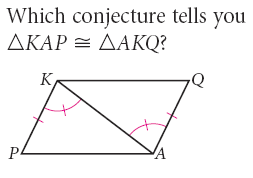 Which conjecture tells you
△KAP ≅ △AKQ?
K Q
P A